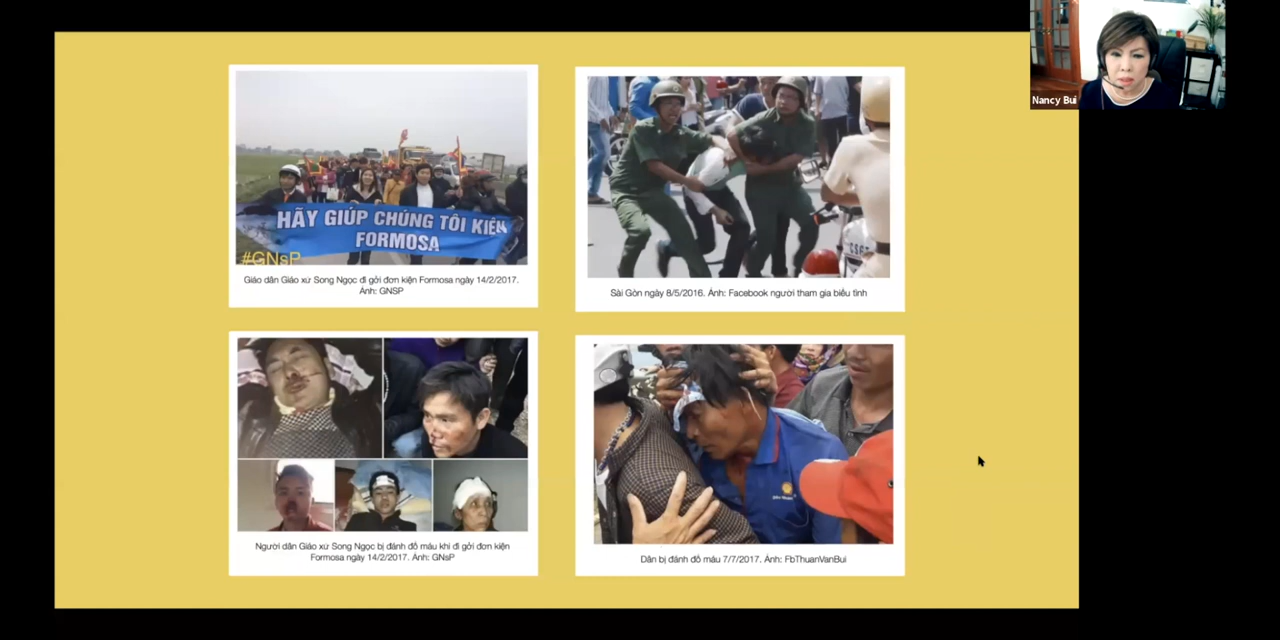 Nancy Bui
HÃY GIÚP CHÚNG TÔI KIỆN
FORMOSA
#GNsP
Giáo dân Giáo xứ Song Ngọc đi gởi đơn kiện Formosa ngày 14/2/2017.
Ảnh: GNSP
Sài Gòn ngày 8/5/2016. Ảnh: Facebook người tham gia biểu tình
Người dân Giáo xứ Song Ngọc bị đánh đổ máu khi đi gởi đơn kiện
Formosa ngày 14/2/2017. Ảnh: GNsP
Dân bị đánh đổ máu 7/7/2017. Ảnh: FbThuanVanBui